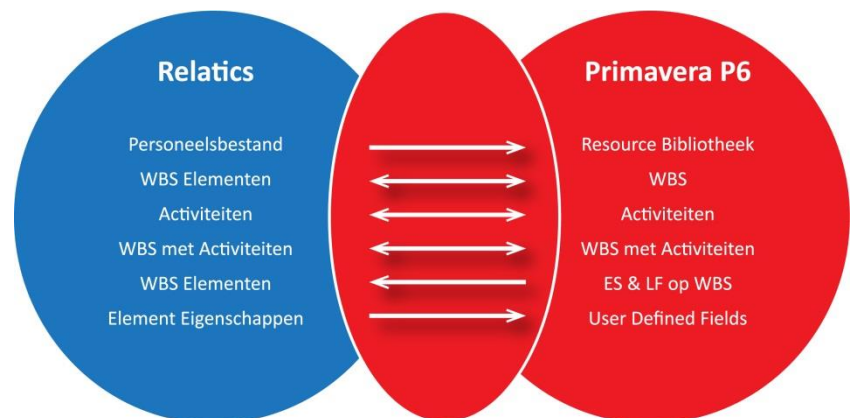 Relatics
Primavera P6
Personeelsbestand
Resource Bibliotheek
WBS Elementen
WBS
Activiteiten
Activiteiten
WBS met Activiteiten
WBS met Activiteiten
WBS Elementen
ES & LF op WBS
Element Eigenschappen
User Defined Fields